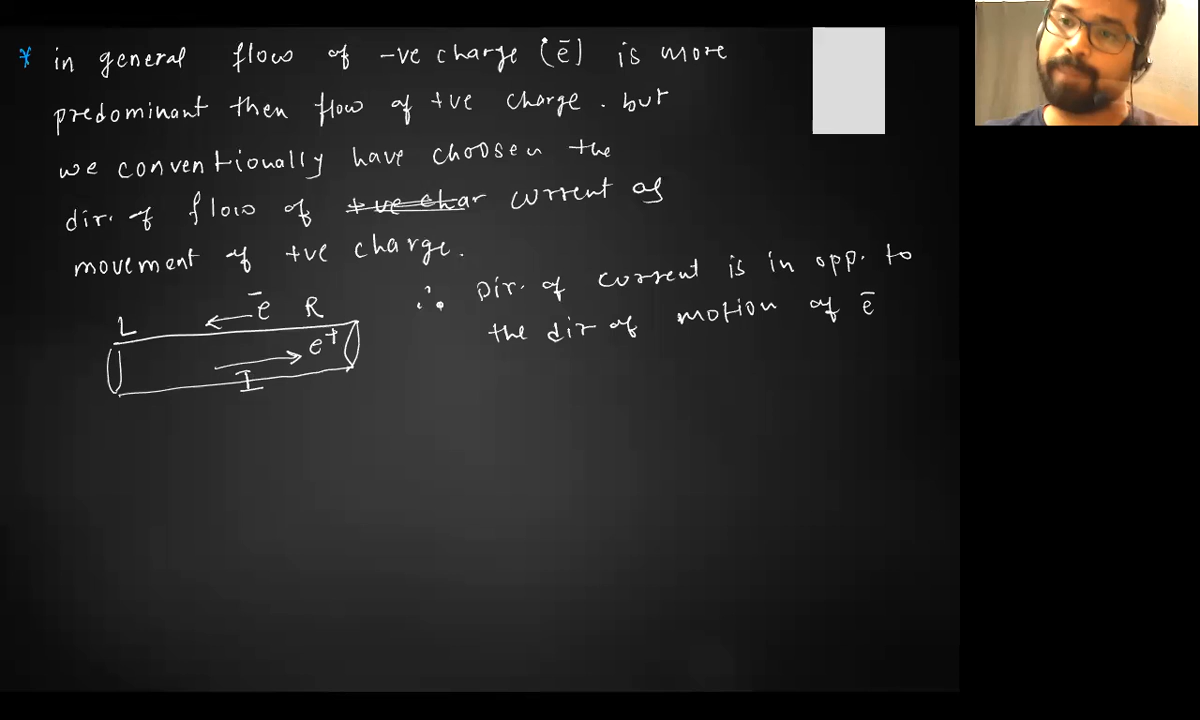 * in general flow of -ve charge (ē) is more
predominant then flow of +ve charge. but
we conventionally have choosen the
dir. of flow of +ve char current as
movement of +ve charge.
∴ Dir. of current is in opp. to
the dir of motion of ē
L ← ē R
e+
I